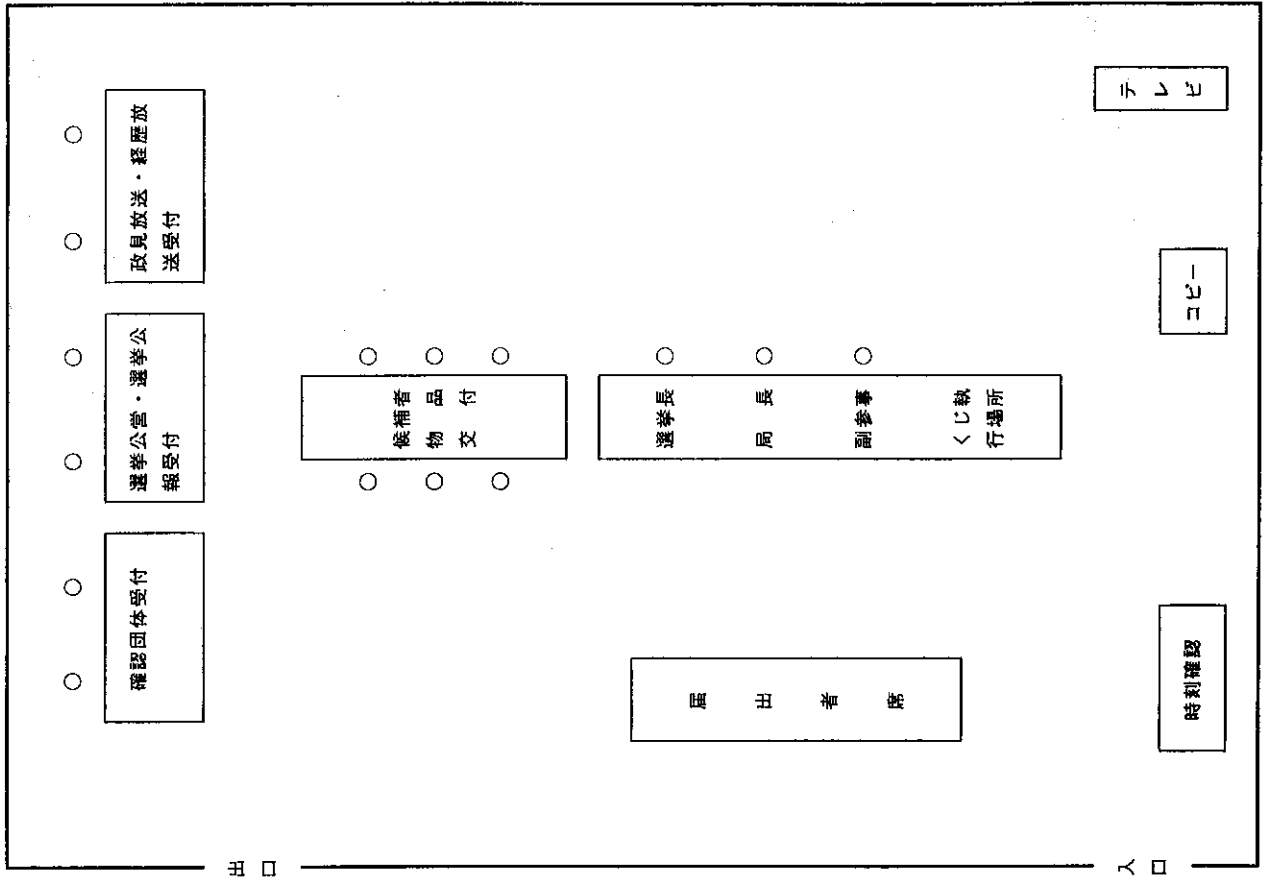 政見放送・経歴放
送受付
選挙公営・選挙公
報受付
確認団体受付
候補者
物品
交付
選挙長
局長
副参事
くじ執
行場所
届出者席
テレビ
コピー
時刻確認
出口
入口